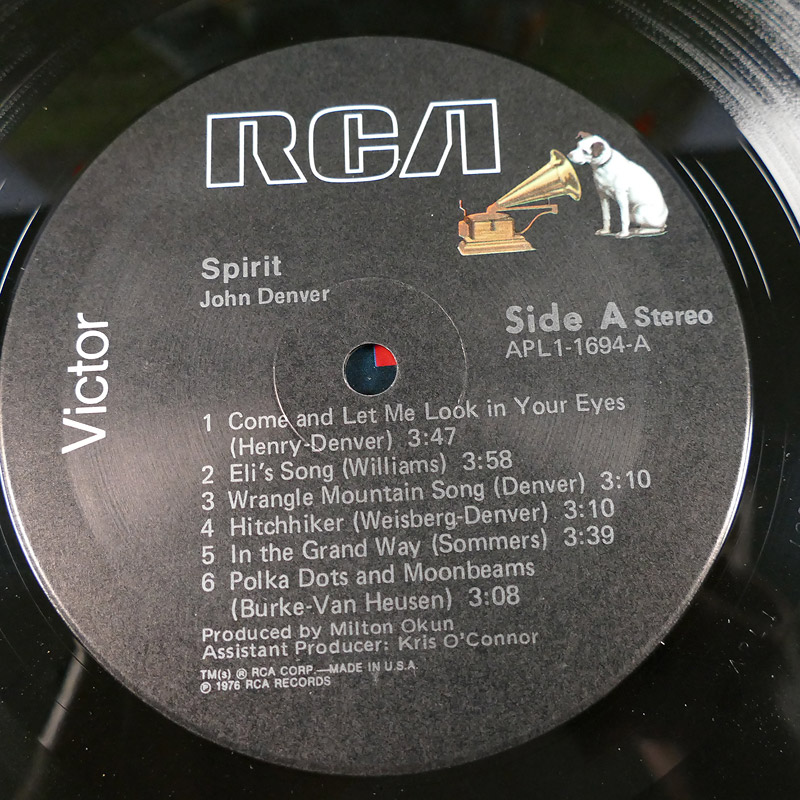 RCA
Spirit
John Denver
Side A Stereo
APL1-1694-A
Victor
1 Come and Let Me Look in Your Eyes
(Henry-Denver) 3:47
2 Eli's Song (Williams) 3:58
3 Wrangle Mountain Song (Denver) 3:10
4 Hitchhiker (Weisberg-Denver) 3:10
5 In the Grand Way (Sommers) 3:39
6 Polka Dots and Moonbeams
(Burke-Van Heusen) 3:08
Produced by Milton Okun
Assistant Producer: Kris O'Connor
TM(s) ® RCA CORP.—MADE IN U.S.A.
℗ 1976 RCA RECORDS